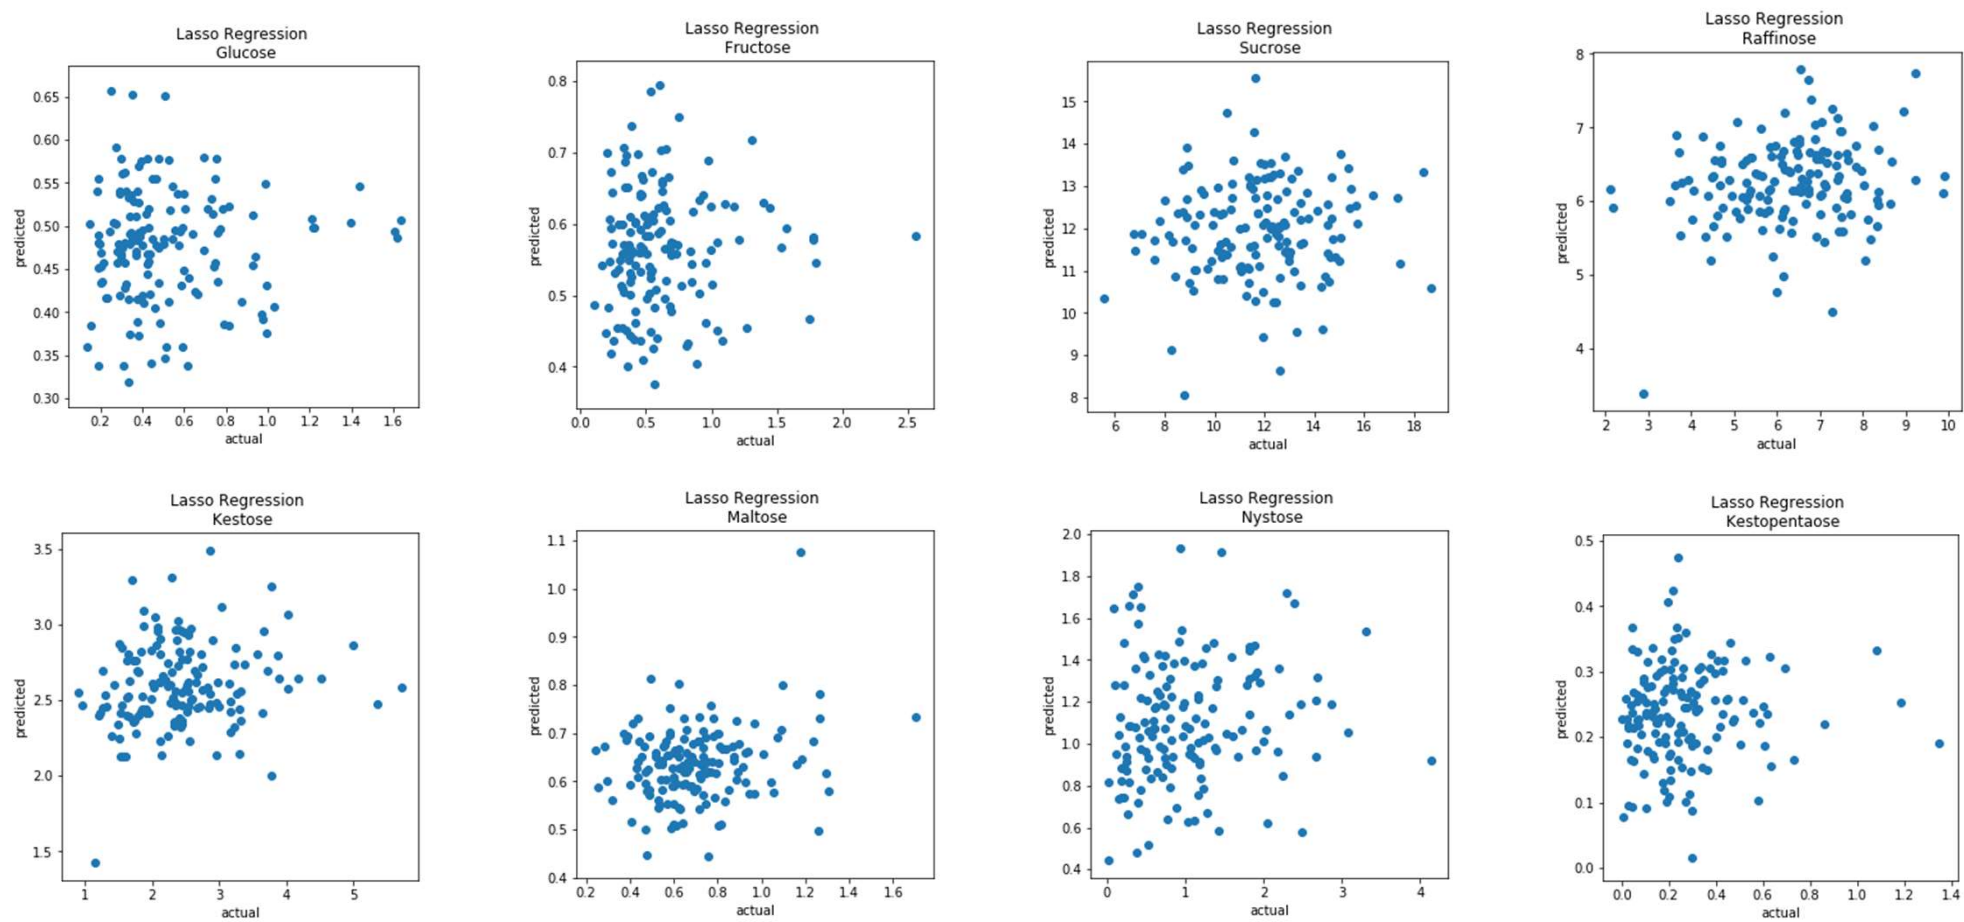 Lasso Regression
Glucose
0.65
0.60
0.55
0.50
0.45
0.40
0.35
0.30
predicted
0.2 0.4 0.6 0.8 1.0 1.2 1.4 1.6
actual
Lasso Regression
Fructose
0.8
0.7
0.6
0.5
0.4
predicted
0.0 0.5 1.0 1.5 2.0 2.5
actual
Lasso Regression
Sucrose
15
14
13
12
11
10
9
8
predicted
6 8 10 12 14 16 18
actual
Lasso Regression
Raffinose
8
7
6
5
4
predicted
2 3 4 5 6 7 8 9 10
actual
Lasso Regression
Kestose
3.5
3.0
2.5
2.0
1.5
predicted
1 2 3 4 5
actual
Lasso Regression
Maltose
1.1
1.0
0.9
0.8
0.7
0.6
0.5
0.4
predicted
0.2 0.4 0.6 0.8 1.0 1.2 1.4 1.6
actual
Lasso Regression
Nystose
2.0
1.8
1.6
1.4
1.2
1.0
0.8
0.6
0.4
predicted
0 1 2 3 4
actual
Lasso Regression
Kestopentaose
0.5
0.4
0.3
0.2
0.1
0.0
predicted
0.0 0.2 0.4 0.6 0.8 1.0 1.2 1.4
actual